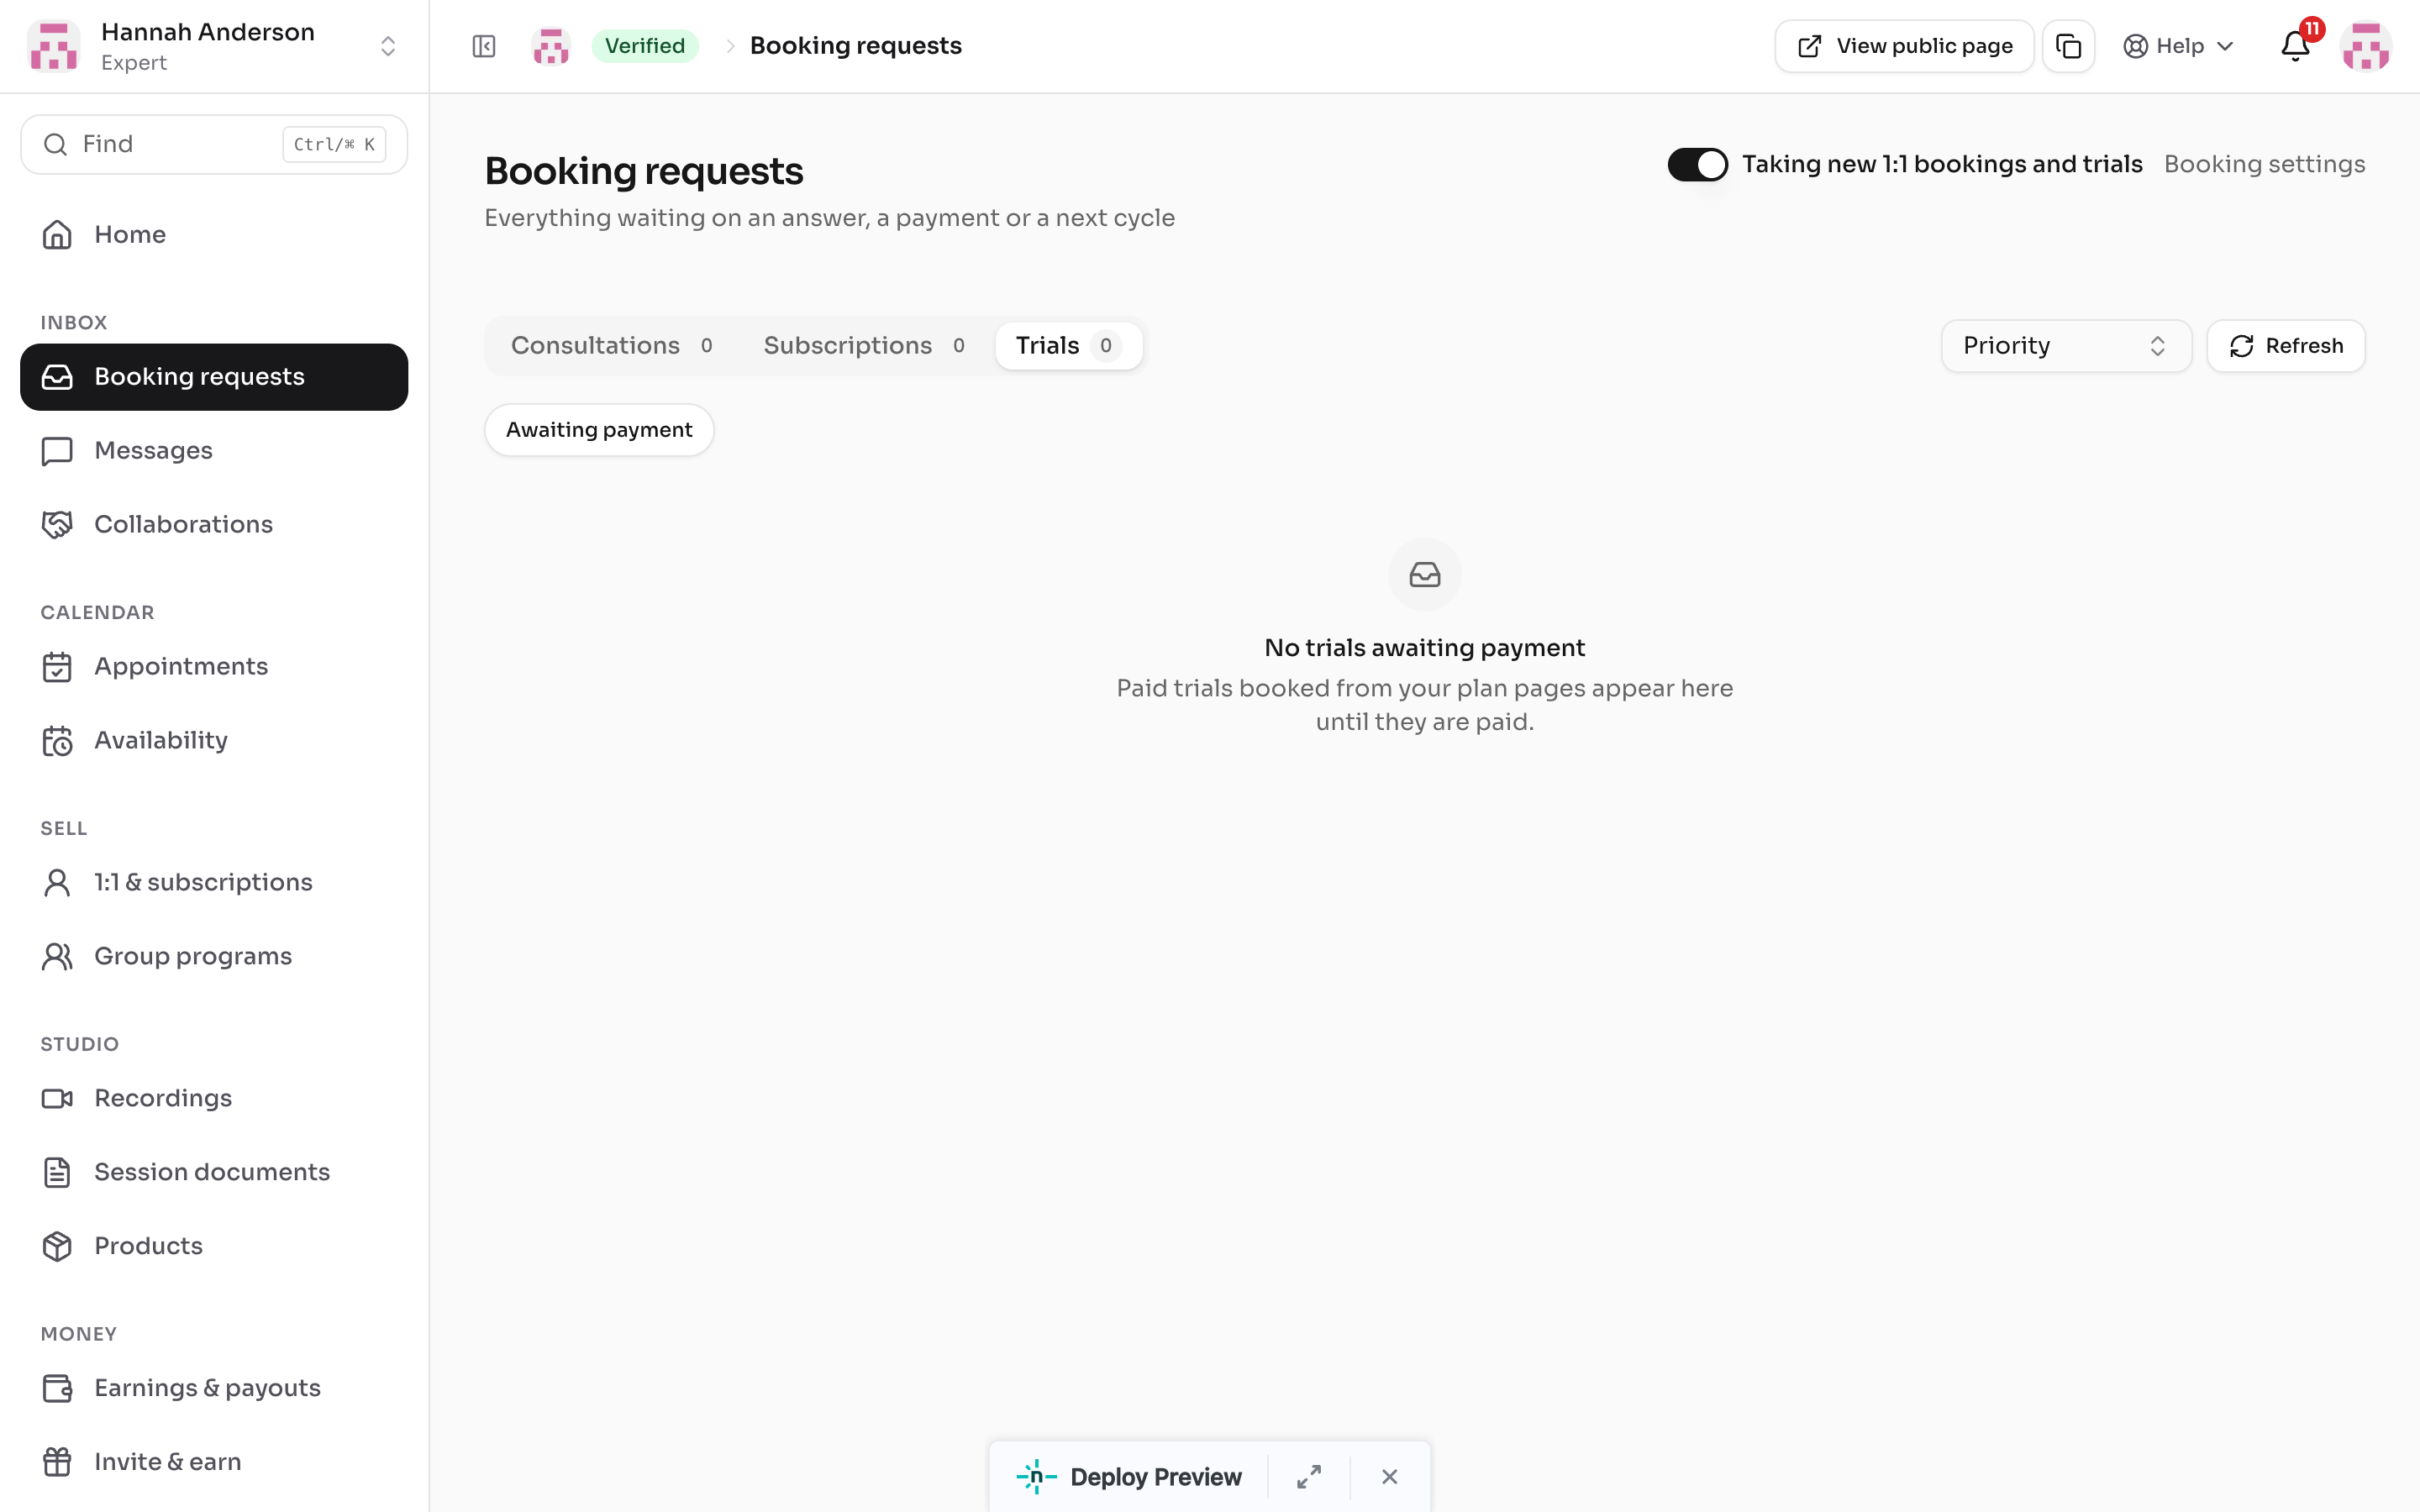 Hannah Anderson
Expert
Verified
Booking requests
View public page
Help
11
Find
Ctrl/⌘ K
Home
INBOX
Booking requests
Messages
Collaborations
CALENDAR
Appointments
Availability
SELL
1:1 & subscriptions
Group programs
STUDIO
Recordings
Session documents
Products
MONEY
Earnings & payouts
Invite & earn
Booking requests
Everything waiting on an answer, a payment or a next cycle
Taking new 1:1 bookings and trials
Booking settings
Consultations 0
Subscriptions 0
Trials 0
Priority
Refresh
Awaiting payment
No trials awaiting payment
Paid trials booked from your plan pages appear here
until they are paid.
n
Deploy Preview